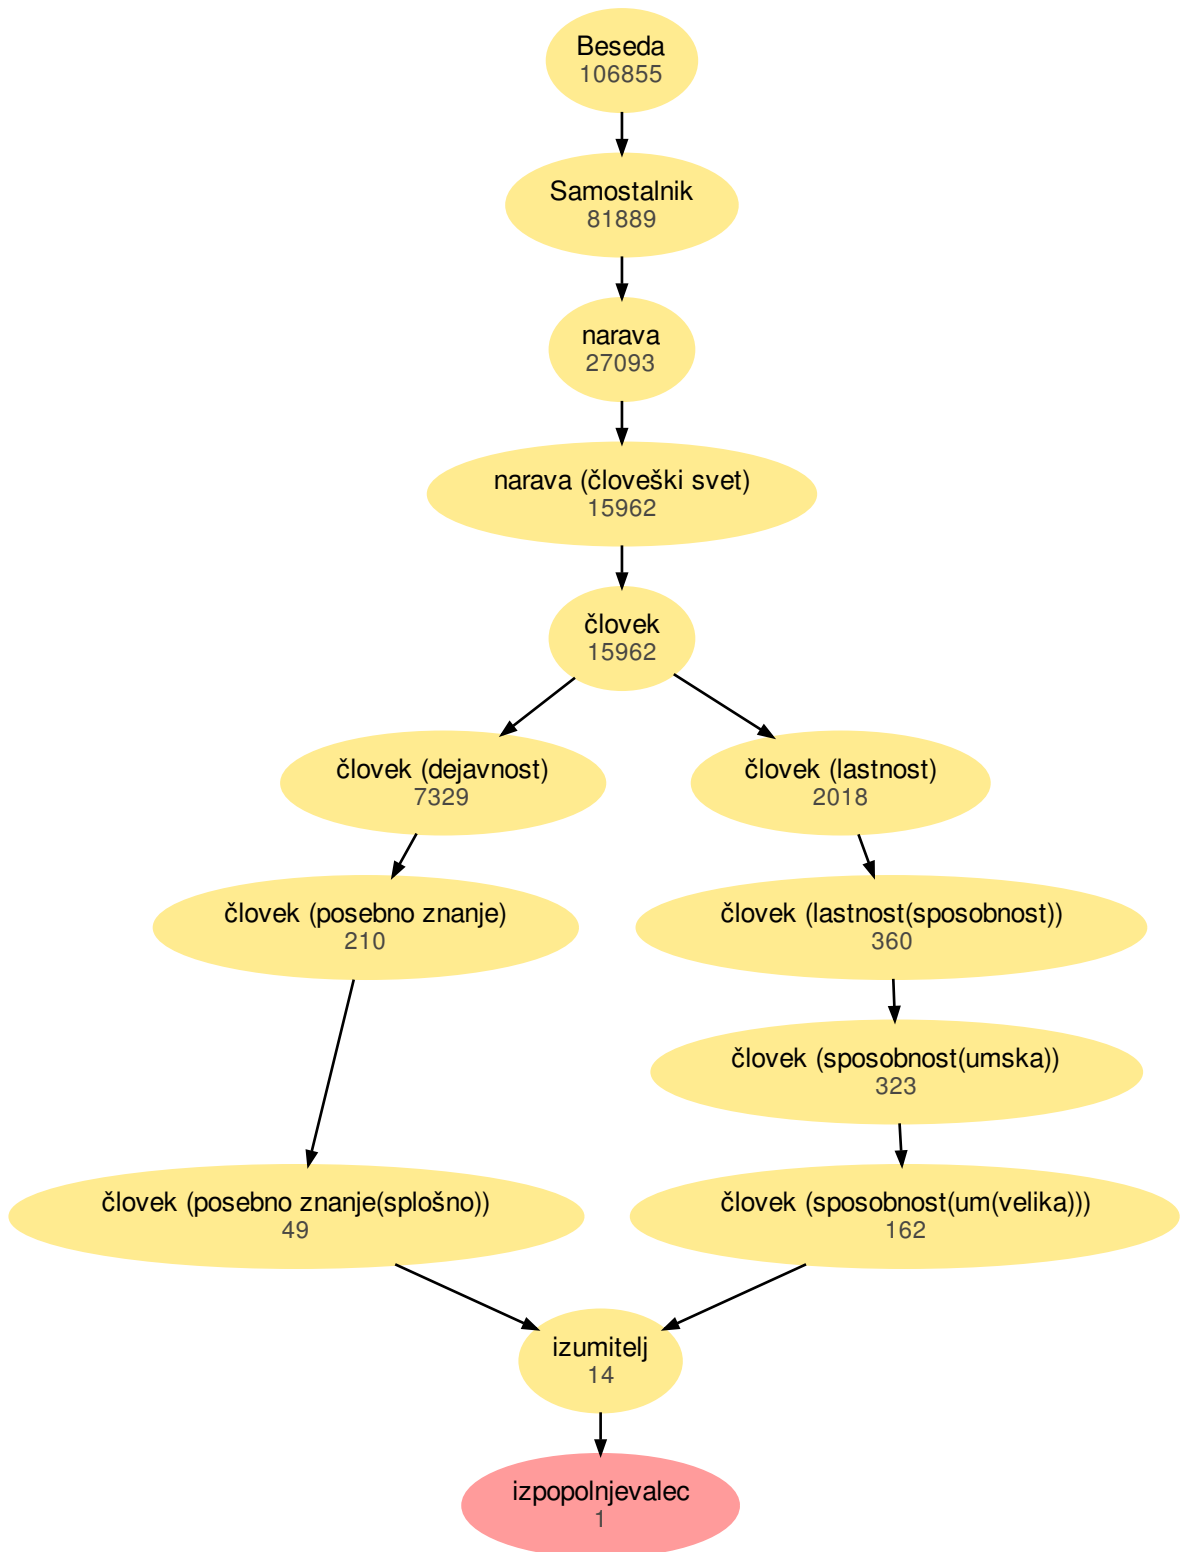 Beseda
106855
Samostalnik
81889
narava
27093
narava (človeški svet)
15962
človek
15962
človek (dejavnost)
7329
človek (lastnost)
2018
človek (posebno znanje)
210
človek (lastnost(sposobnost))
360
človek (sposobnost(umska))
323
človek (posebno znanje(splošno))
49
človek (sposobnost(um(velika)))
162
izumitelj
14
izpopolnjevalec
1